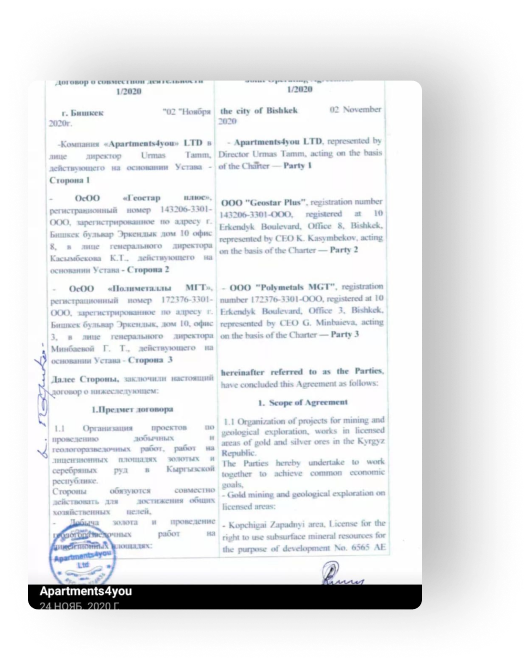 Договор о совместной деятельности
1/2020
г. Бишкек "02 "Ноября
2020г.
-Компания «Apartments4you» LTD в
лице директор Urmas Tamm,
действующего на основании Устава -
Сторона 1
- ОсОО «Геостар плюс»,
регистрационный номер 143206-3301-
ООО, зарегистрированное по адресу г.
Бишкек бульвар Эркендык дом 10 офис
8, в лице генерального директора
Касымбекова К.Т., действующего на
основании Устава - Сторона 2
- ОсОО «Полиметаллы МГТ»,
регистрационный номер 172376-3301-
ООО, зарегистрированное по адресу г.
Бишкек бульвар Эркендык, дом 10, офис
3, в лице генерального директора
Минбаевой Г. Т., действующего на
основании Устава - Сторона 3
Далее Стороны, заключили настоящий
договор о нижеследующем:
1.Предмет договора
1.1 Организация проектов по
проведению добычных и
геологоразведочных работ, работ на
лицензионных площадях золотых и
серебряных руд в Кыргызской
республике.
Стороны обязуются совместно
действовать для достижения общих
хозяйственных целей,
- Добыча золота и проведение
геологоразведочных работ на
лицензионных площадях:
Joint Operating Agreement
1/2020
the city of Bishkek 02 November
2020
- Apartments4you LTD, represented by
Director Urmas Tamm, acting on the basis
of the Charter — Party 1
OOO "Geostar Plus", registration number
143206-3301-OOO, registered at 10
Erkendyk Boulevard, Office 8, Bishkek,
represented by CEO K. Kasymbekov, acting
on the basis of the Charter — Party 2
- OOO "Polymetals MGT", registration
number 172376-3301-OOO, registered at 10
Erkendyk Boulevard, Office 3, Bishkek,
represented by CEO G. Minbaieva, acting
on the basis of the Charter — Party 3
hereinafter referred to as the Parties,
have concluded this Agreement as follows:
1. Scope of Agreement
1.1 Organization of projects for mining and
geological exploration, works in licensed
areas of gold and silver ores in the Kyrgyz
Republic.
The Parties hereby undertake to work
together to achieve common economic
goals,
- Gold mining and geological exploration on
licensed areas:
- Kopchigai Zapadnyi area, License for the
right to use subsurface mineral resources for
the purpose of development No. 6565 AE
Apartments4you
Ltd
Apartments4you
24 НОЯБ. 2020 Г.